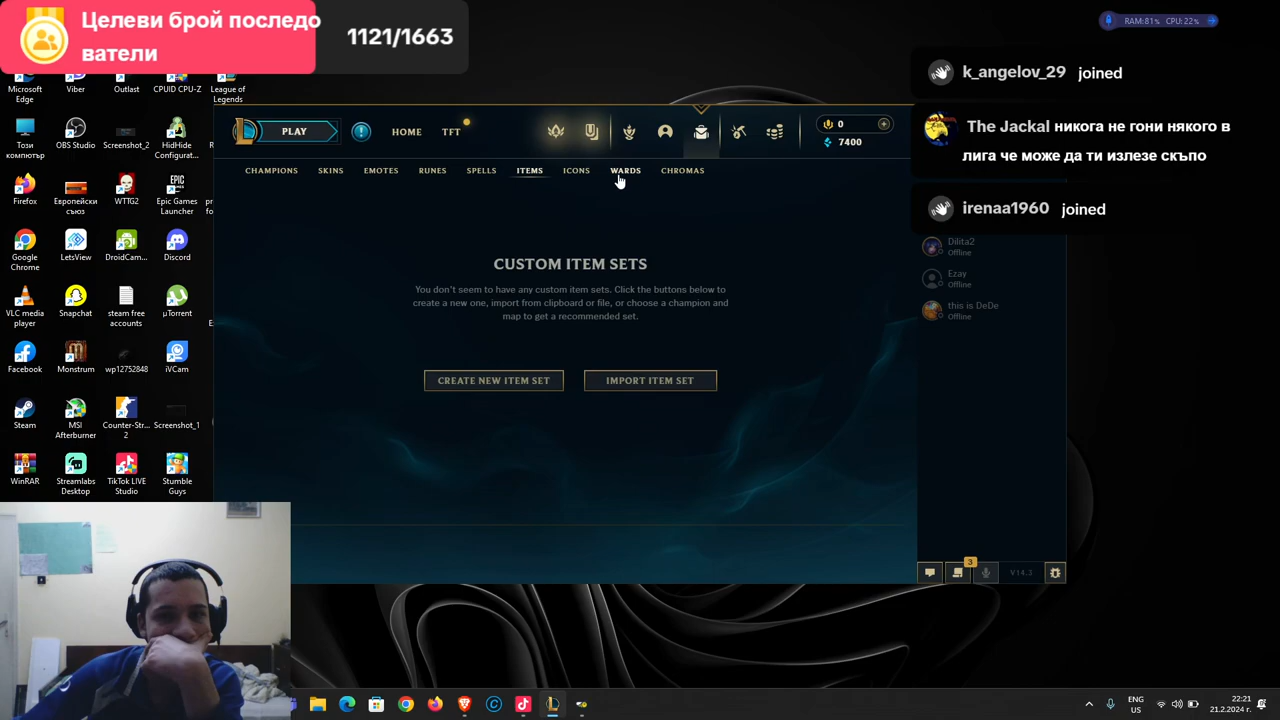 Целеви брой последо
ватели
1121/1663
RAM:81% CPU:22%
k_angelov_29 joined
The Jackal никога не гони някого в
лига че може да ти излезе скъпо
irenaa1960 joined
Microsoft
Edge
Viber
Outlast
CPUID CPU-Z
League of
Legends
Този
компютър
OBS Studio
Screenshot_2
HidHide
Configurat...
Firefox
Европейски
съюз
WTTG2
Epic Games
Launcher
Google
Chrome
LetsView
DroidCam...
Discord
VLC media
player
Snapchat
steam free
accounts
µTorrent
Facebook
Monstrum
wp12752848
iVCam
Steam
MSI
Afterburner
Counter-Str...
2
Screenshot_1
WinRAR
Streamlabs
Desktop
TikTok LIVE
Studio
Stumble
Guys
PLAY
HOME
TFT
0
7400
CHAMPIONS
SKINS
EMOTES
RUNES
SPELLS
ITEMS
ICONS
WARDS
CHROMAS
CUSTOM ITEM SETS
You don't seem to have any custom item sets. Click the buttons below to
create a new one, import from clipboard or file, or choose a champion and
map to get a recommended set.
CREATE NEW ITEM SET
IMPORT ITEM SET
Dilita2
Offline
Ezay
Offline
this is DeDe
Offline
3
V14.3
ENG
US
22:21
21.2.2024 г.